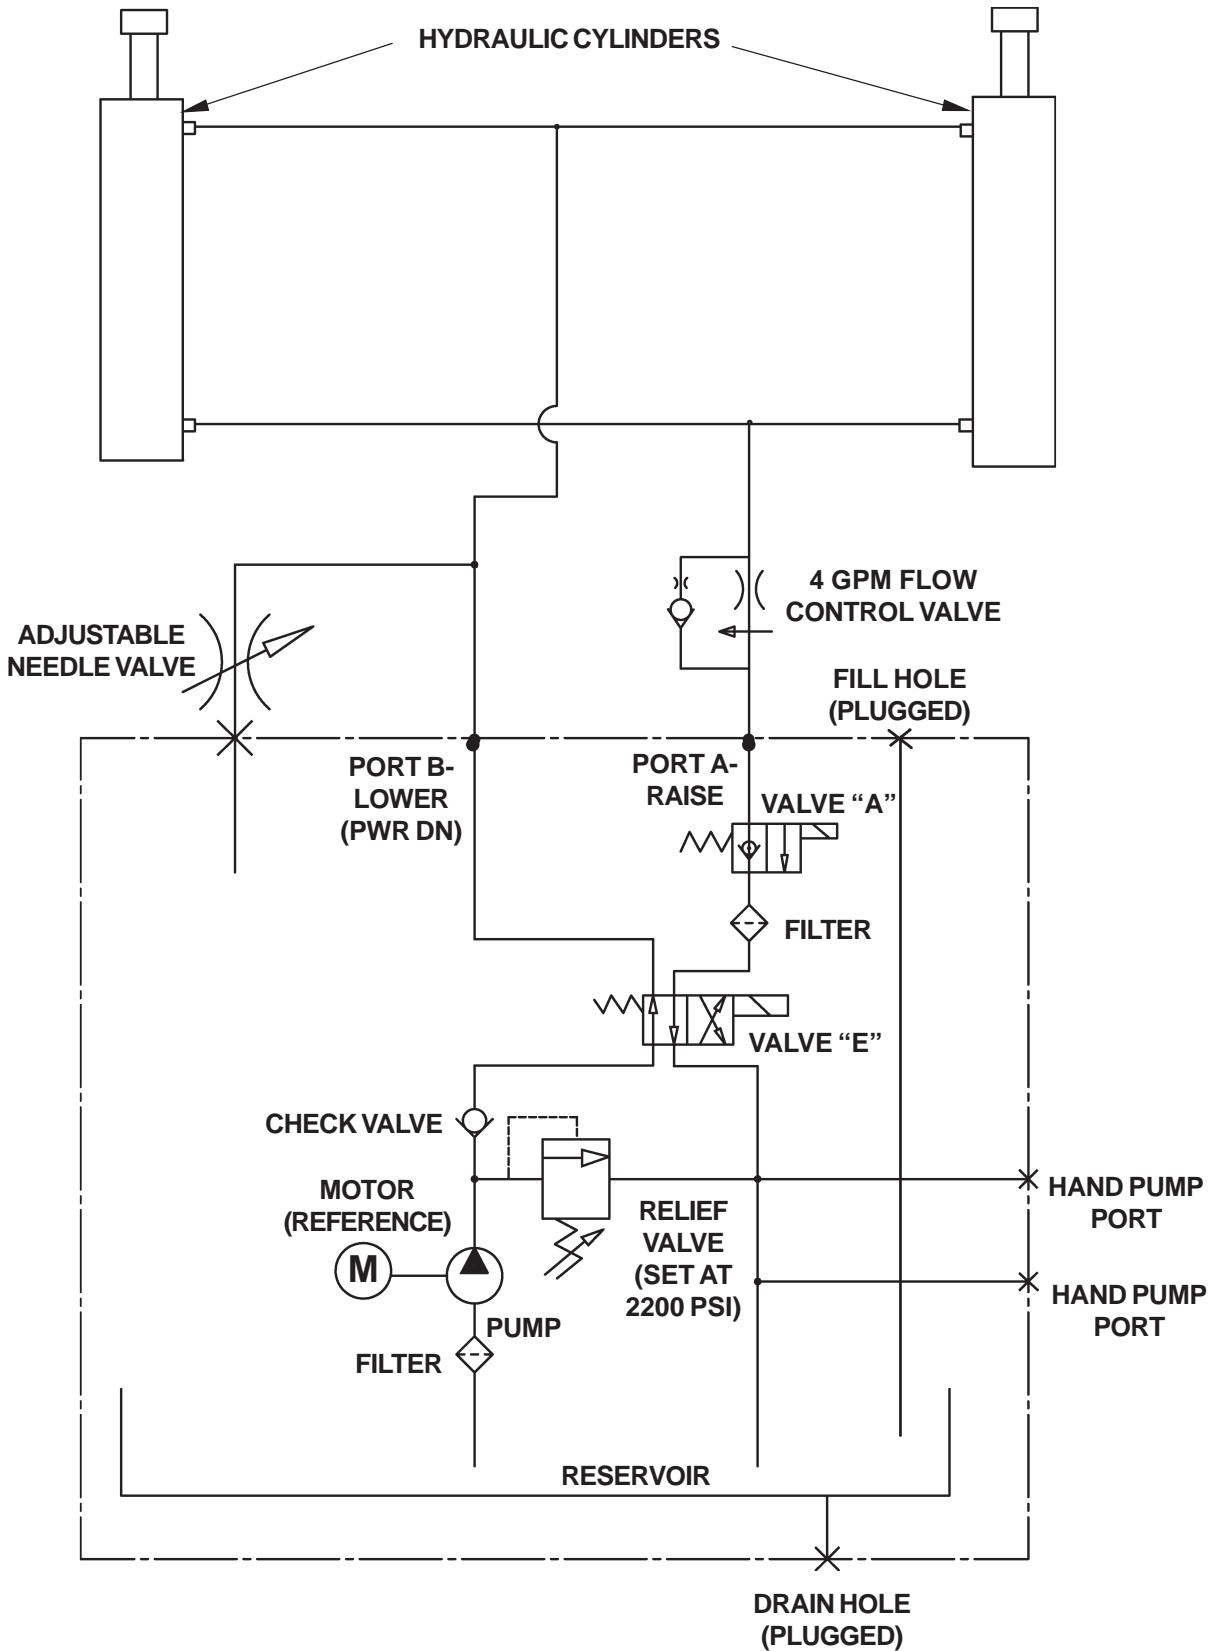 HYDRAULIC CYLINDERS
4 GPM FLOW
CONTROL VALVE
ADJUSTABLE
NEEDLE VALVE
FILL HOLE
(PLUGGED)
PORT B-
LOWER
(PWR DN)
PORT A-
RAISE
VALVE “A”
FILTER
VALVE “E”
CHECK VALVE
MOTOR
(REFERENCE)
M
RELIEF
VALVE
(SET AT
2200 PSI)
HAND PUMP
PORT
HAND PUMP
PORT
PUMP
FILTER
RESERVOIR
DRAIN HOLE
(PLUGGED)